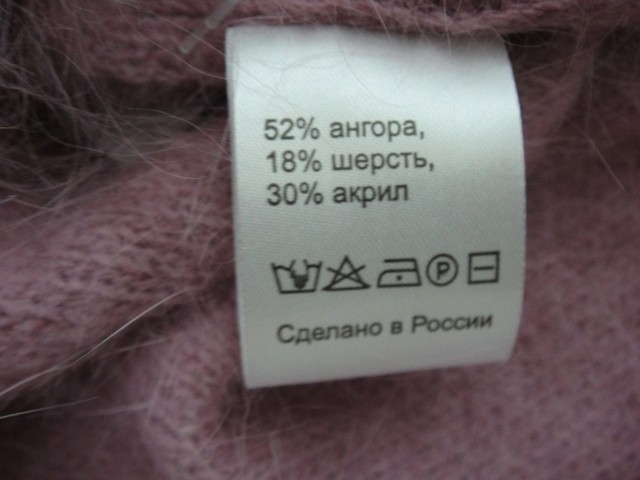 52% ангора,
18% шерсть,
30% акрил
P
Сделано в России